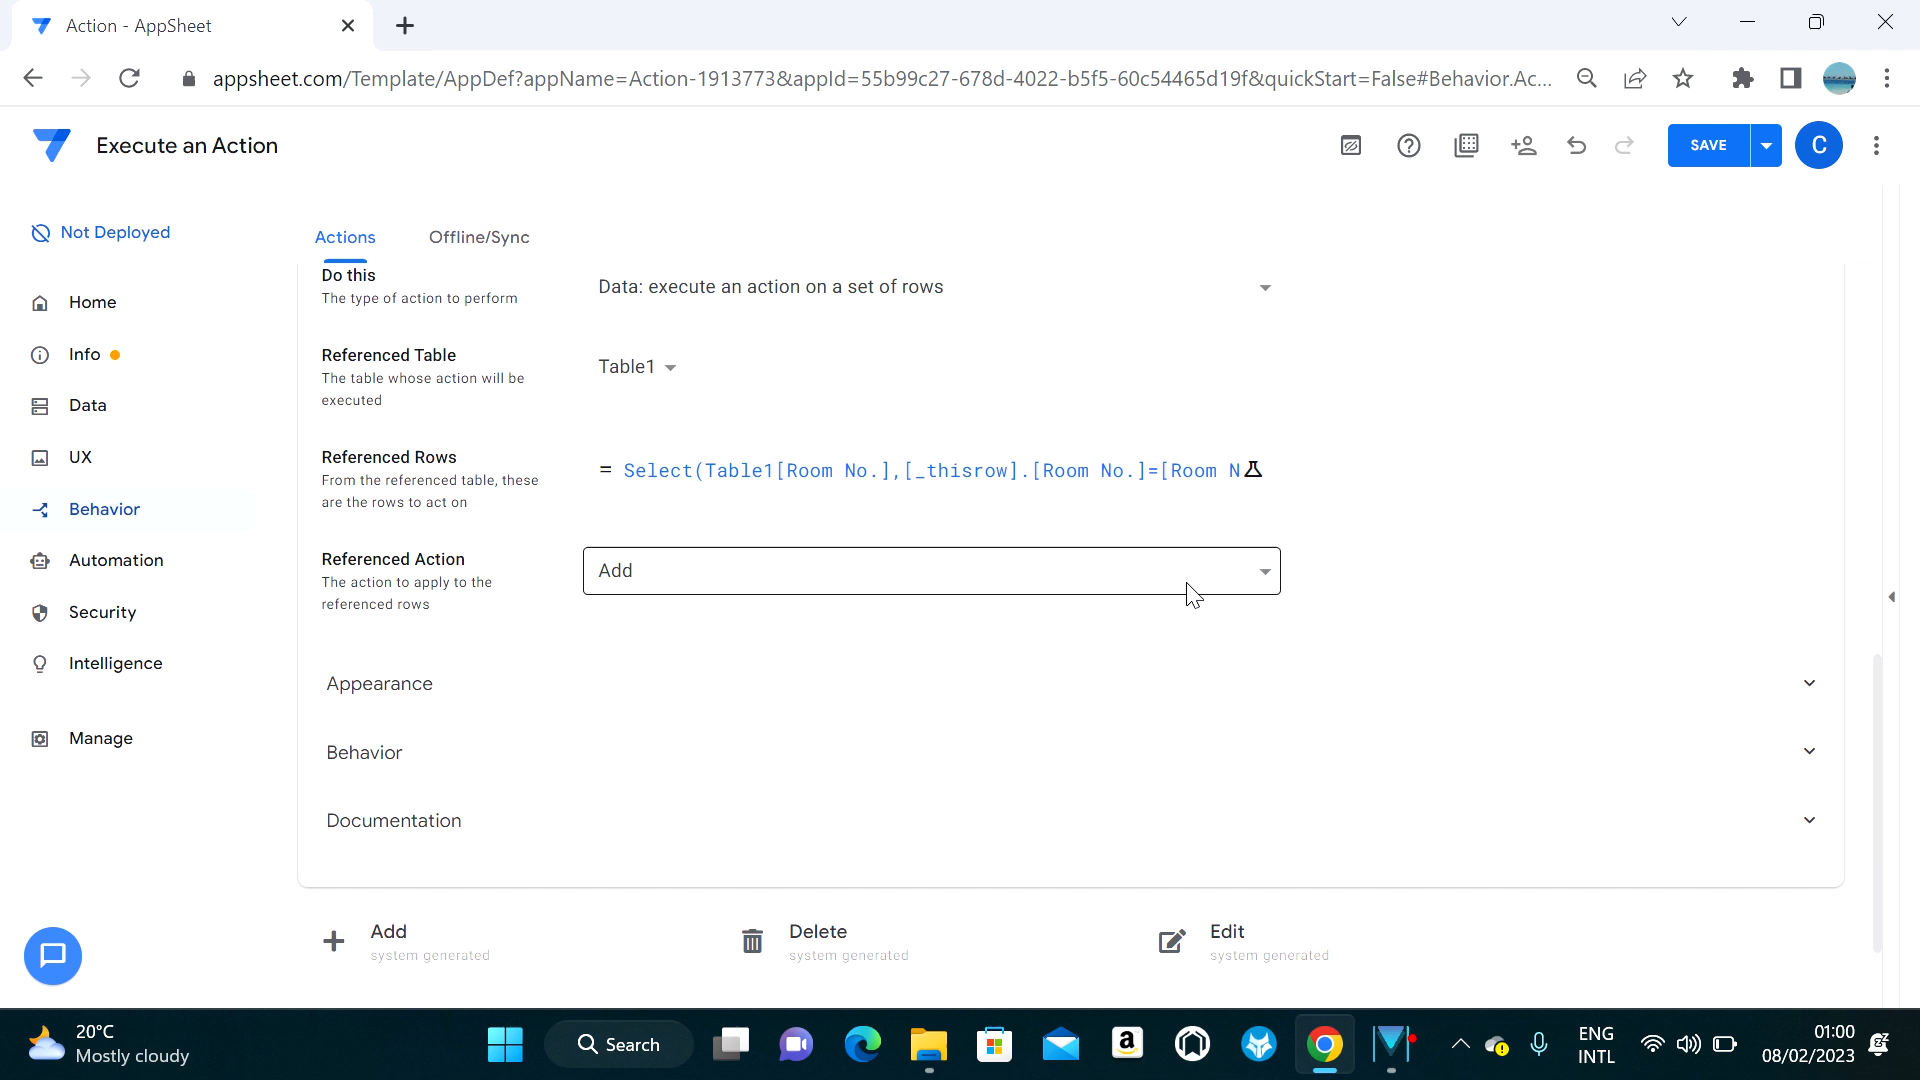 Action - AppSheet
appsheet.com/Template/AppDef?appName=Action-1913773&appId=55b99c27-678d-4022-b5f5-60c54465d19f&quickStart=False#Behavior.Ac...
Execute an Action
SAVE
C
Not Deployed
Home
Info
Data
UX
Behavior
Automation
Security
Intelligence
Manage
Actions
Offline/Sync
Do this
The type of action to perform
Data: execute an action on a set of rows
Referenced Table
The table whose action will be
executed
Table1
Referenced Rows
From the referenced table, these
are the rows to act on
= Select(Table1[Room No.],[_thisrow].[Room No.]=[Room N
Referenced Action
The action to apply to the
referenced rows
Add
Appearance
Behavior
Documentation
Add
system generated
Delete
system generated
Edit
system generated
20°C
Mostly cloudy
Search
a
ENG
INTL
01:00
08/02/2023